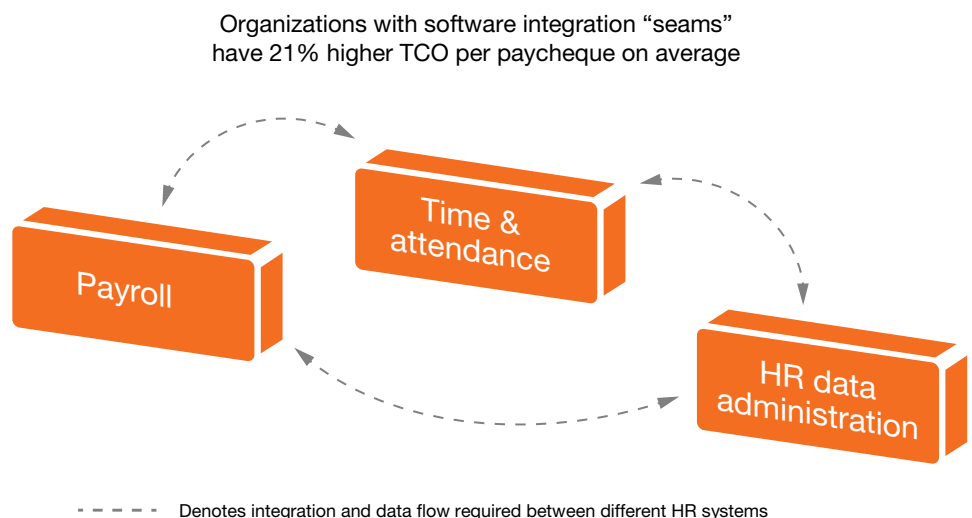 Organizations with software integration “seams”
have 21% higher TCO per paycheque on average
Time &
attendance
Payroll
HR data
administration
Denotes integration and data flow required between different HR systems